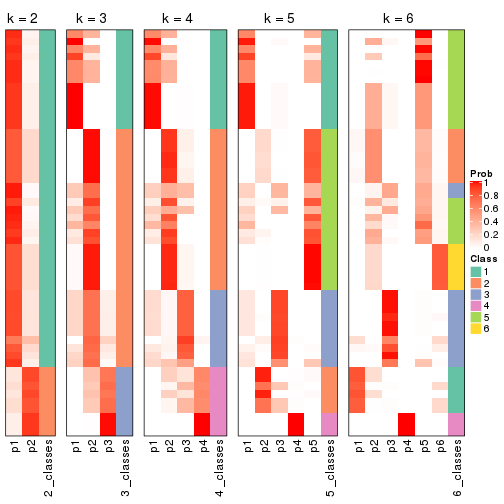 k = 2
k = 3
k = 4
k = 5
k = 6
Prob
1
0.8
0.6
0.4
0.2
0
Class
1
2
3
4
5
6
p1
p2
2_classes
p1
p2
p3
3_classes
p1
p2
p3
p4
4_classes
p1
p2
p3
p4
p5
5_classes
p1
p2
p3
p4
p5
p6
6_classes